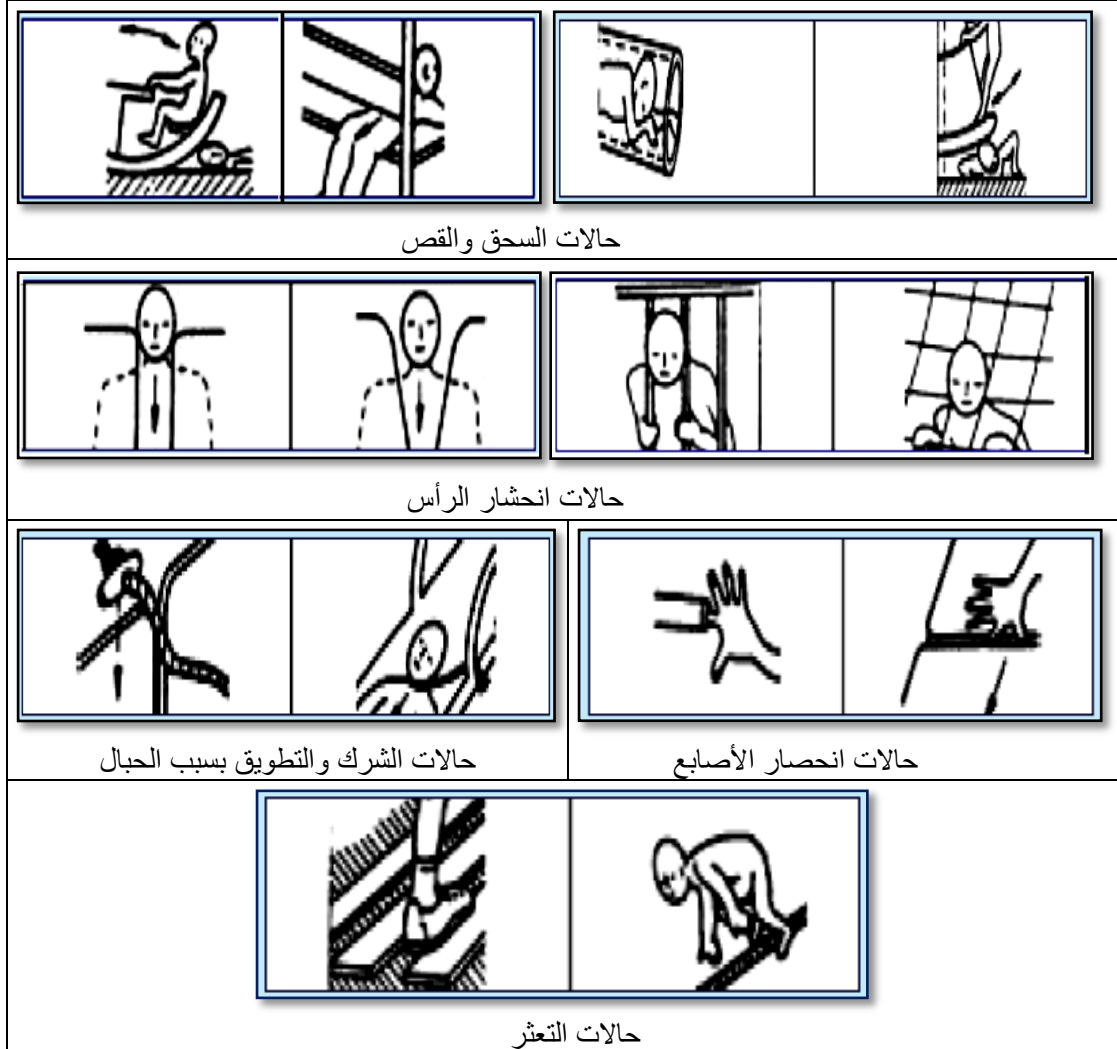 حالات السحق والقص
حالات انحشار الرأس
حالات انحصار الأصابع
حالات الشرك والتطويق بسبب الحبال
حالات التعثر